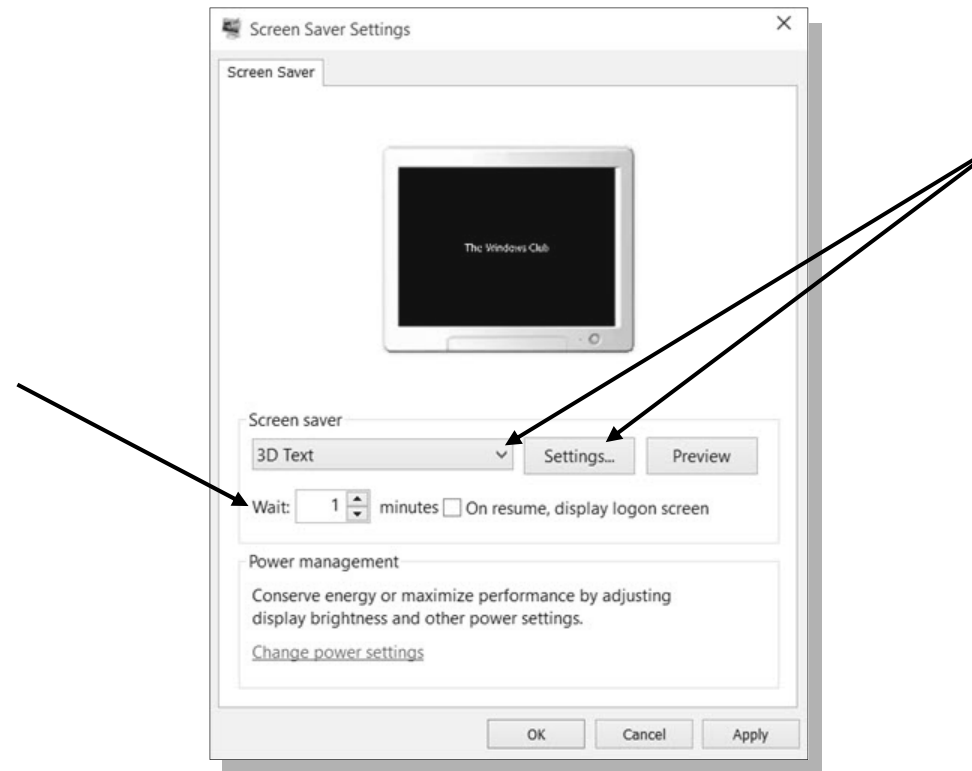 Screen Saver Settings
Screen Saver
The Windows Club
Screen saver
3D Text
Settings... Preview
Wait: 1 minutes On resume, display logon screen
Power management
Conserve energy or maximize performance by adjusting
display brightness and other power settings.
Change power settings
OK Cancel Apply